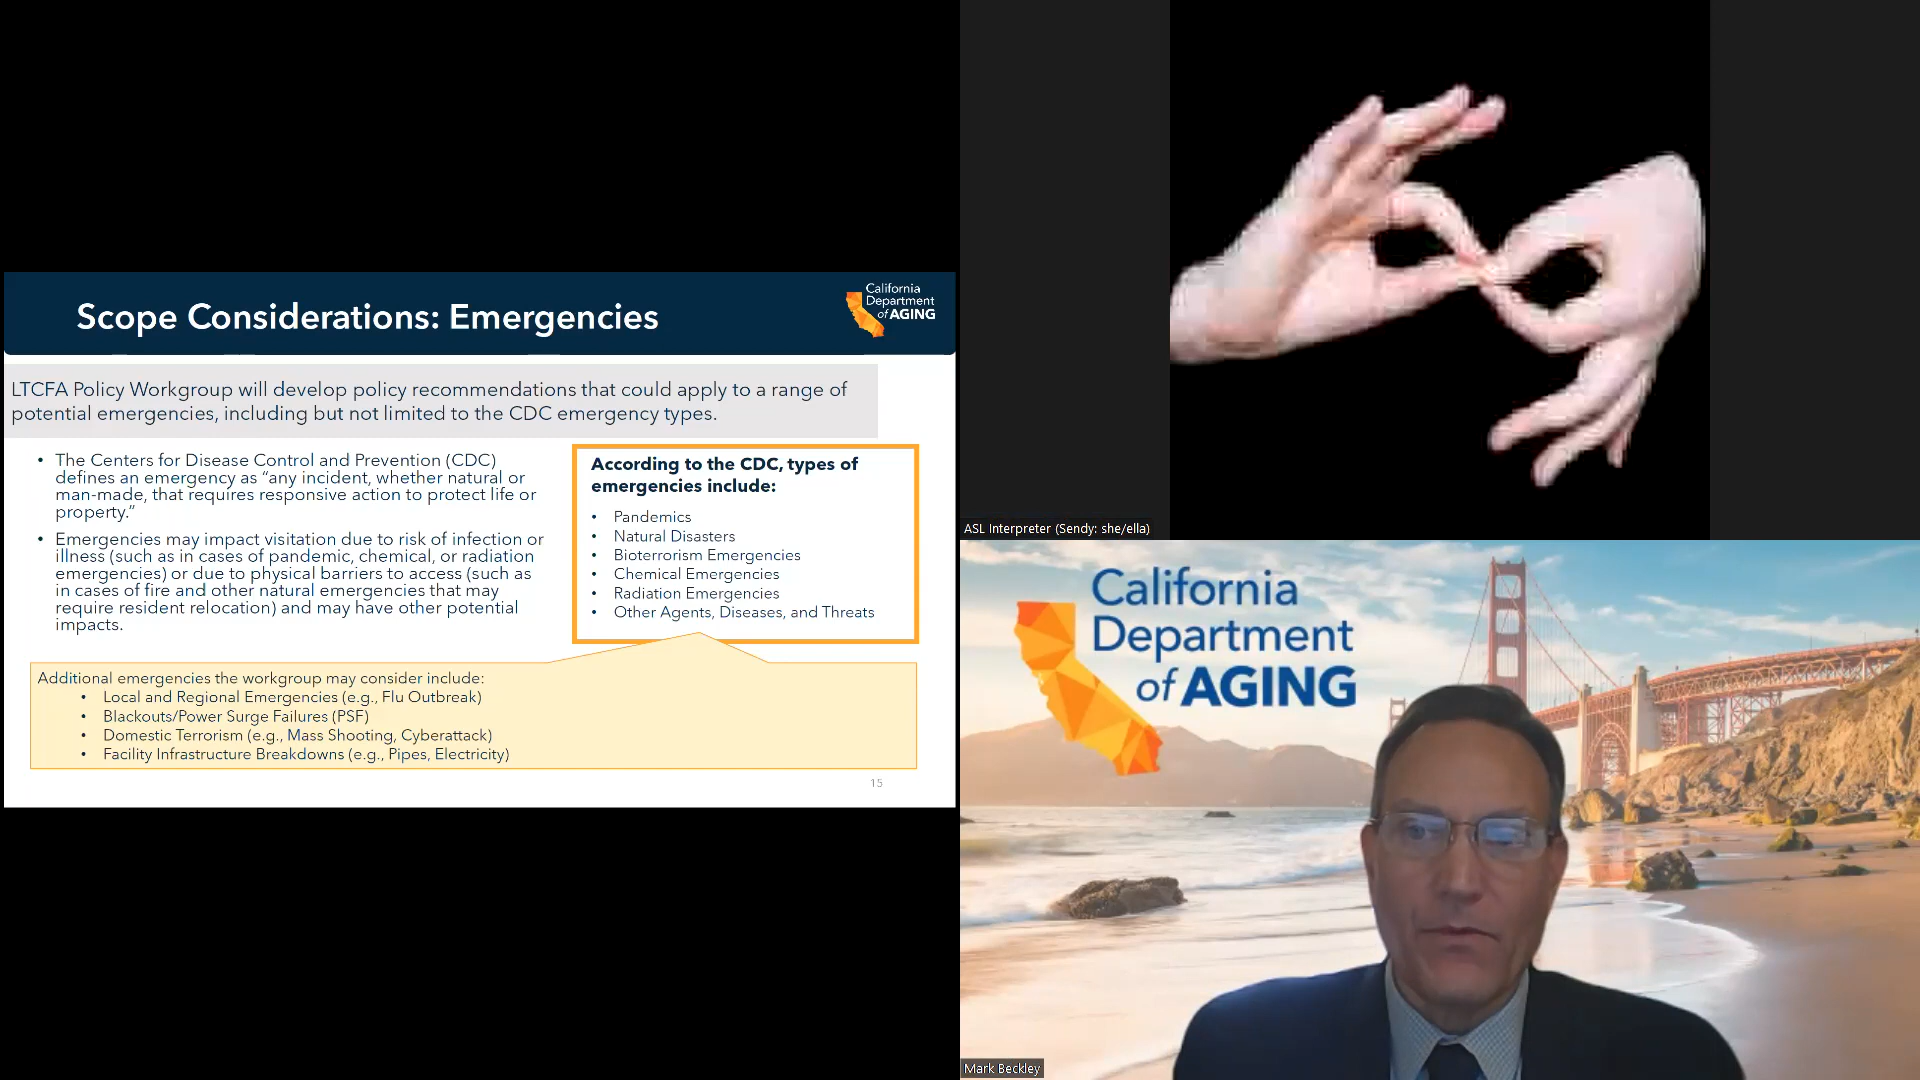 Scope Considerations: Emergencies
California
Department
of AGING
LTCFA Policy Workgroup will develop policy recommendations that could apply to a range of
potential emergencies, including but not limited to the CDC emergency types.
• The Centers for Disease Control and Prevention (CDC)
defines an emergency as “any incident, whether natural or
man-made, that requires responsive action to protect life or
property.”
• Emergencies may impact visitation due to risk of infection or
illness (such as in cases of pandemic, chemical, or radiation
emergencies) or due to physical barriers to access (such as
in cases of fire and other natural emergencies that may
require resident relocation) and may have other potential
impacts.
According to the CDC, types of
emergencies include:
• Pandemics
• Natural Disasters
• Bioterrorism Emergencies
• Chemical Emergencies
• Radiation Emergencies
• Other Agents, Diseases, and Threats
Additional emergencies the workgroup may consider include:
• Local and Regional Emergencies (e.g., Flu Outbreak)
• Blackouts/Power Surge Failures (PSF)
• Domestic Terrorism (e.g., Mass Shooting, Cyberattack)
• Facility Infrastructure Breakdowns (e.g., Pipes, Electricity)
15
ASL Interpreter (Sendy: she/ella)
California
Department
of AGING
Mark Beckley